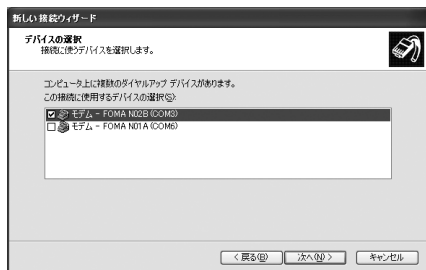 新しい接続ウィザード
デバイスの選択
接続に使うデバイスを選択します。
コンピュータ上に複数のダイヤルアップ デバイスがあります。
この接続に使用するデバイスの選択(S):
モデム - FOMA N02B (COM3)
モデム - FOMA N01A (COM6)
< 戻る(B) 次へ(N) > キャンセル